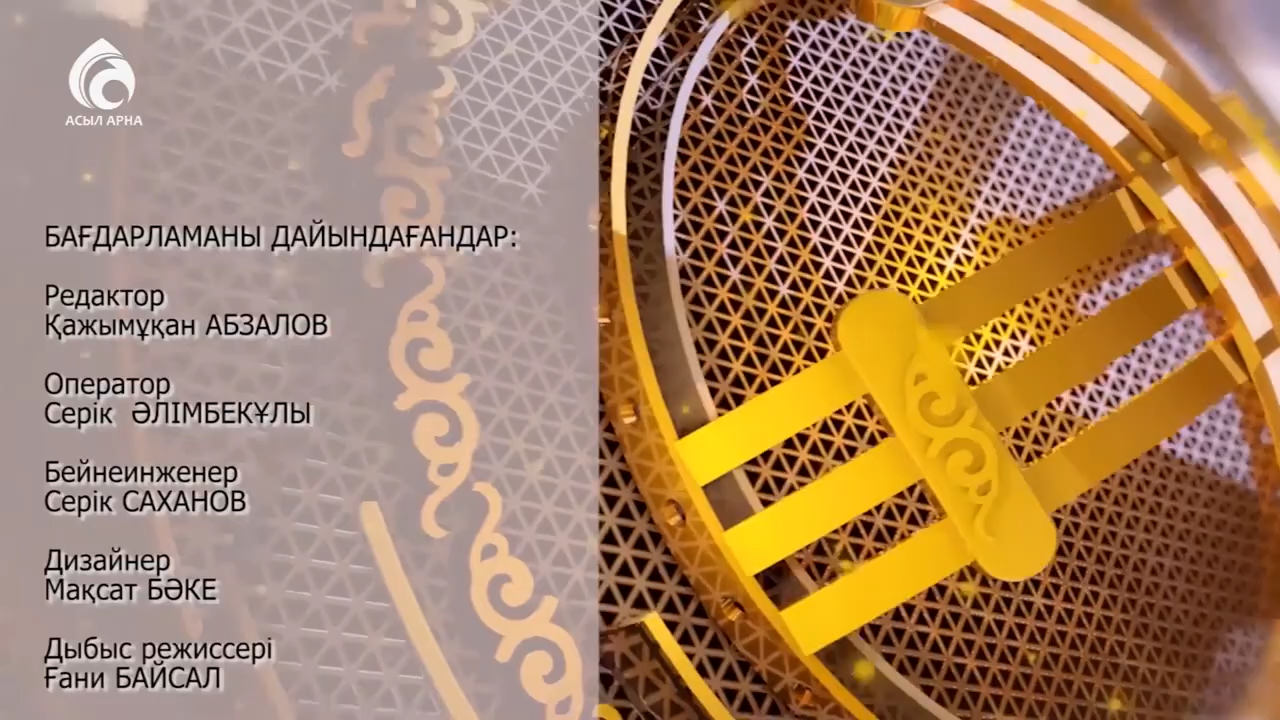 АСЫЛ АРНА
БАҒДАРЛАМАНЫ ДАЙЫНДАҒАНДАР:
Редактор
Қажымұқан АБЗАЛОВ
Оператор
Серік ӘЛІМБЕКҰЛЫ
Бейнеинженер
Серік САХАНОВ
Дизайнер
Мақсат БӘКЕ
Дыбыс режиссері
Ғани БАЙСАЛ